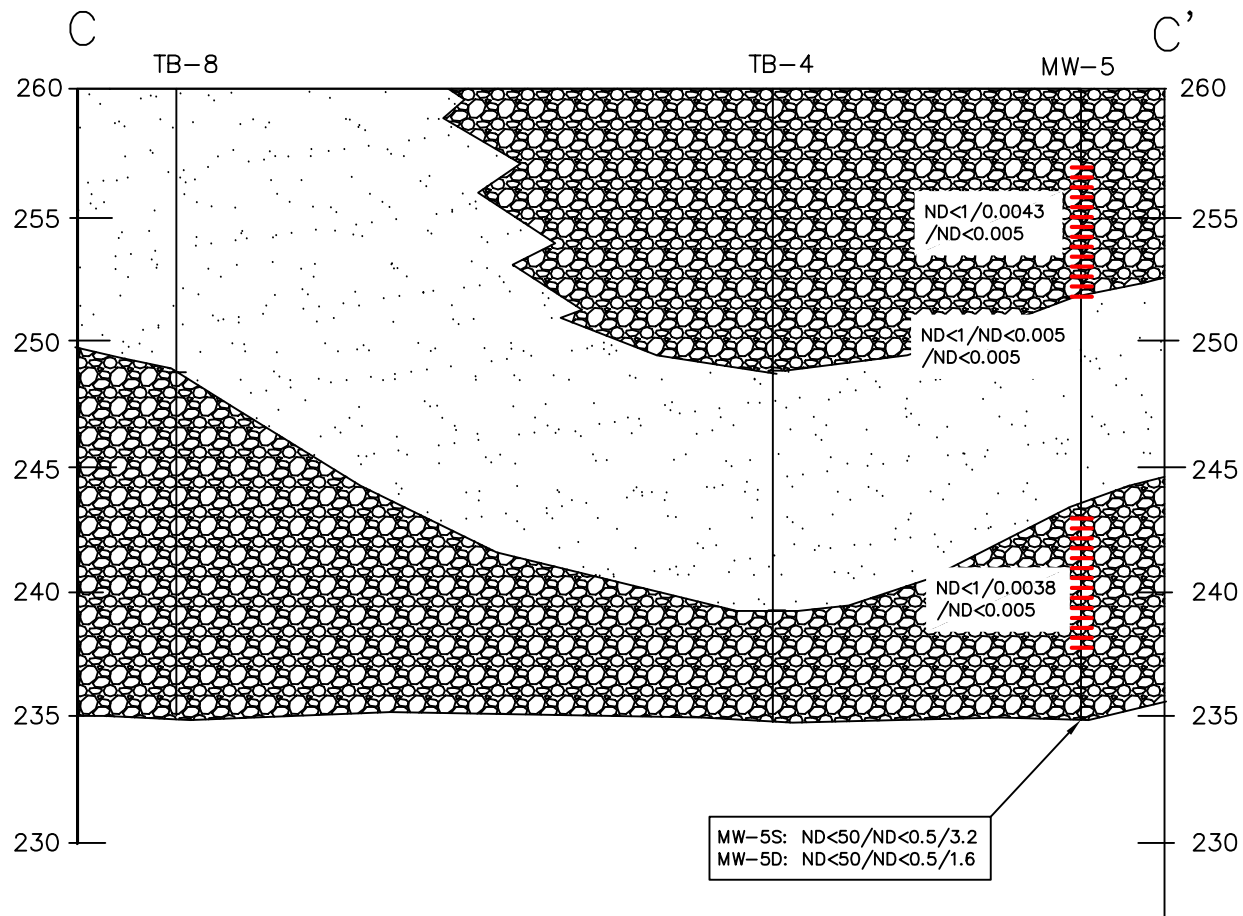 C
C'
TB-8
TB-4
MW-5
260
260
255
255
250
250
245
245
240
240
235
235
230
230
ND<1/0.0043
/ND<0.005
ND<1/ND<0.005
/ND<0.005
ND<1/0.0038
/ND<0.005
MW-5S: ND<50/ND<0.5/3.2
MW-5D: ND<50/ND<0.5/1.6